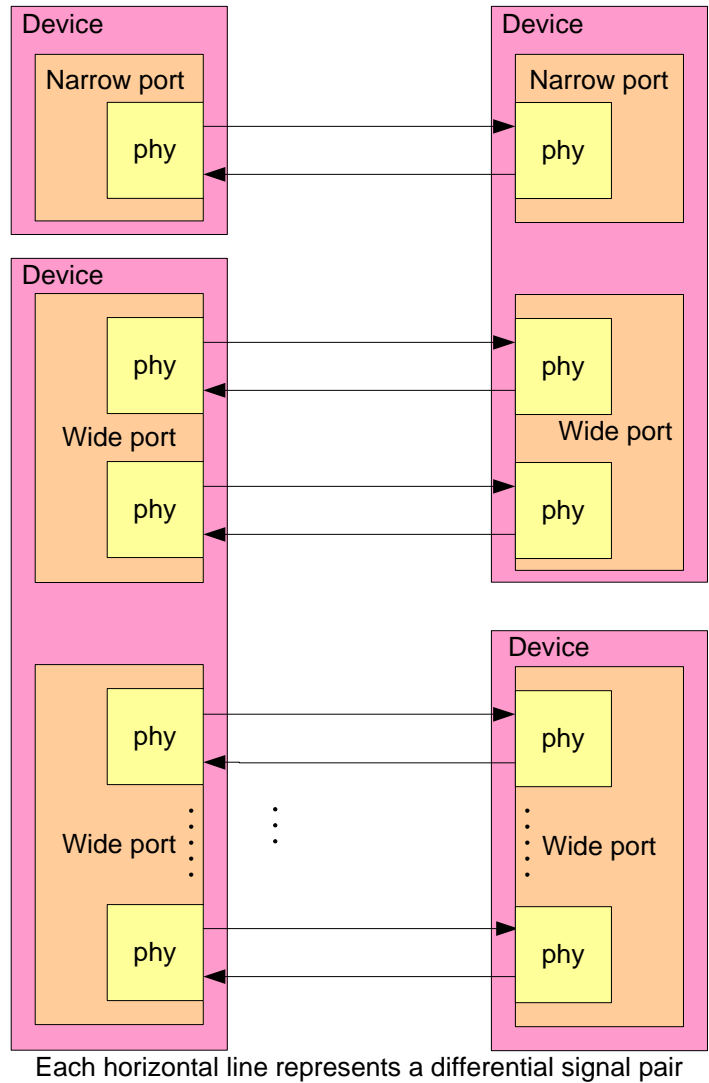 Device
Narrow port
phy
Device
Narrow port
phy
Device
phy
Wide port
phy
phy
Wide port
phy
phy
Wide port
phy
Device
phy
Wide port
phy
Each horizontal line represents a differential signal pair